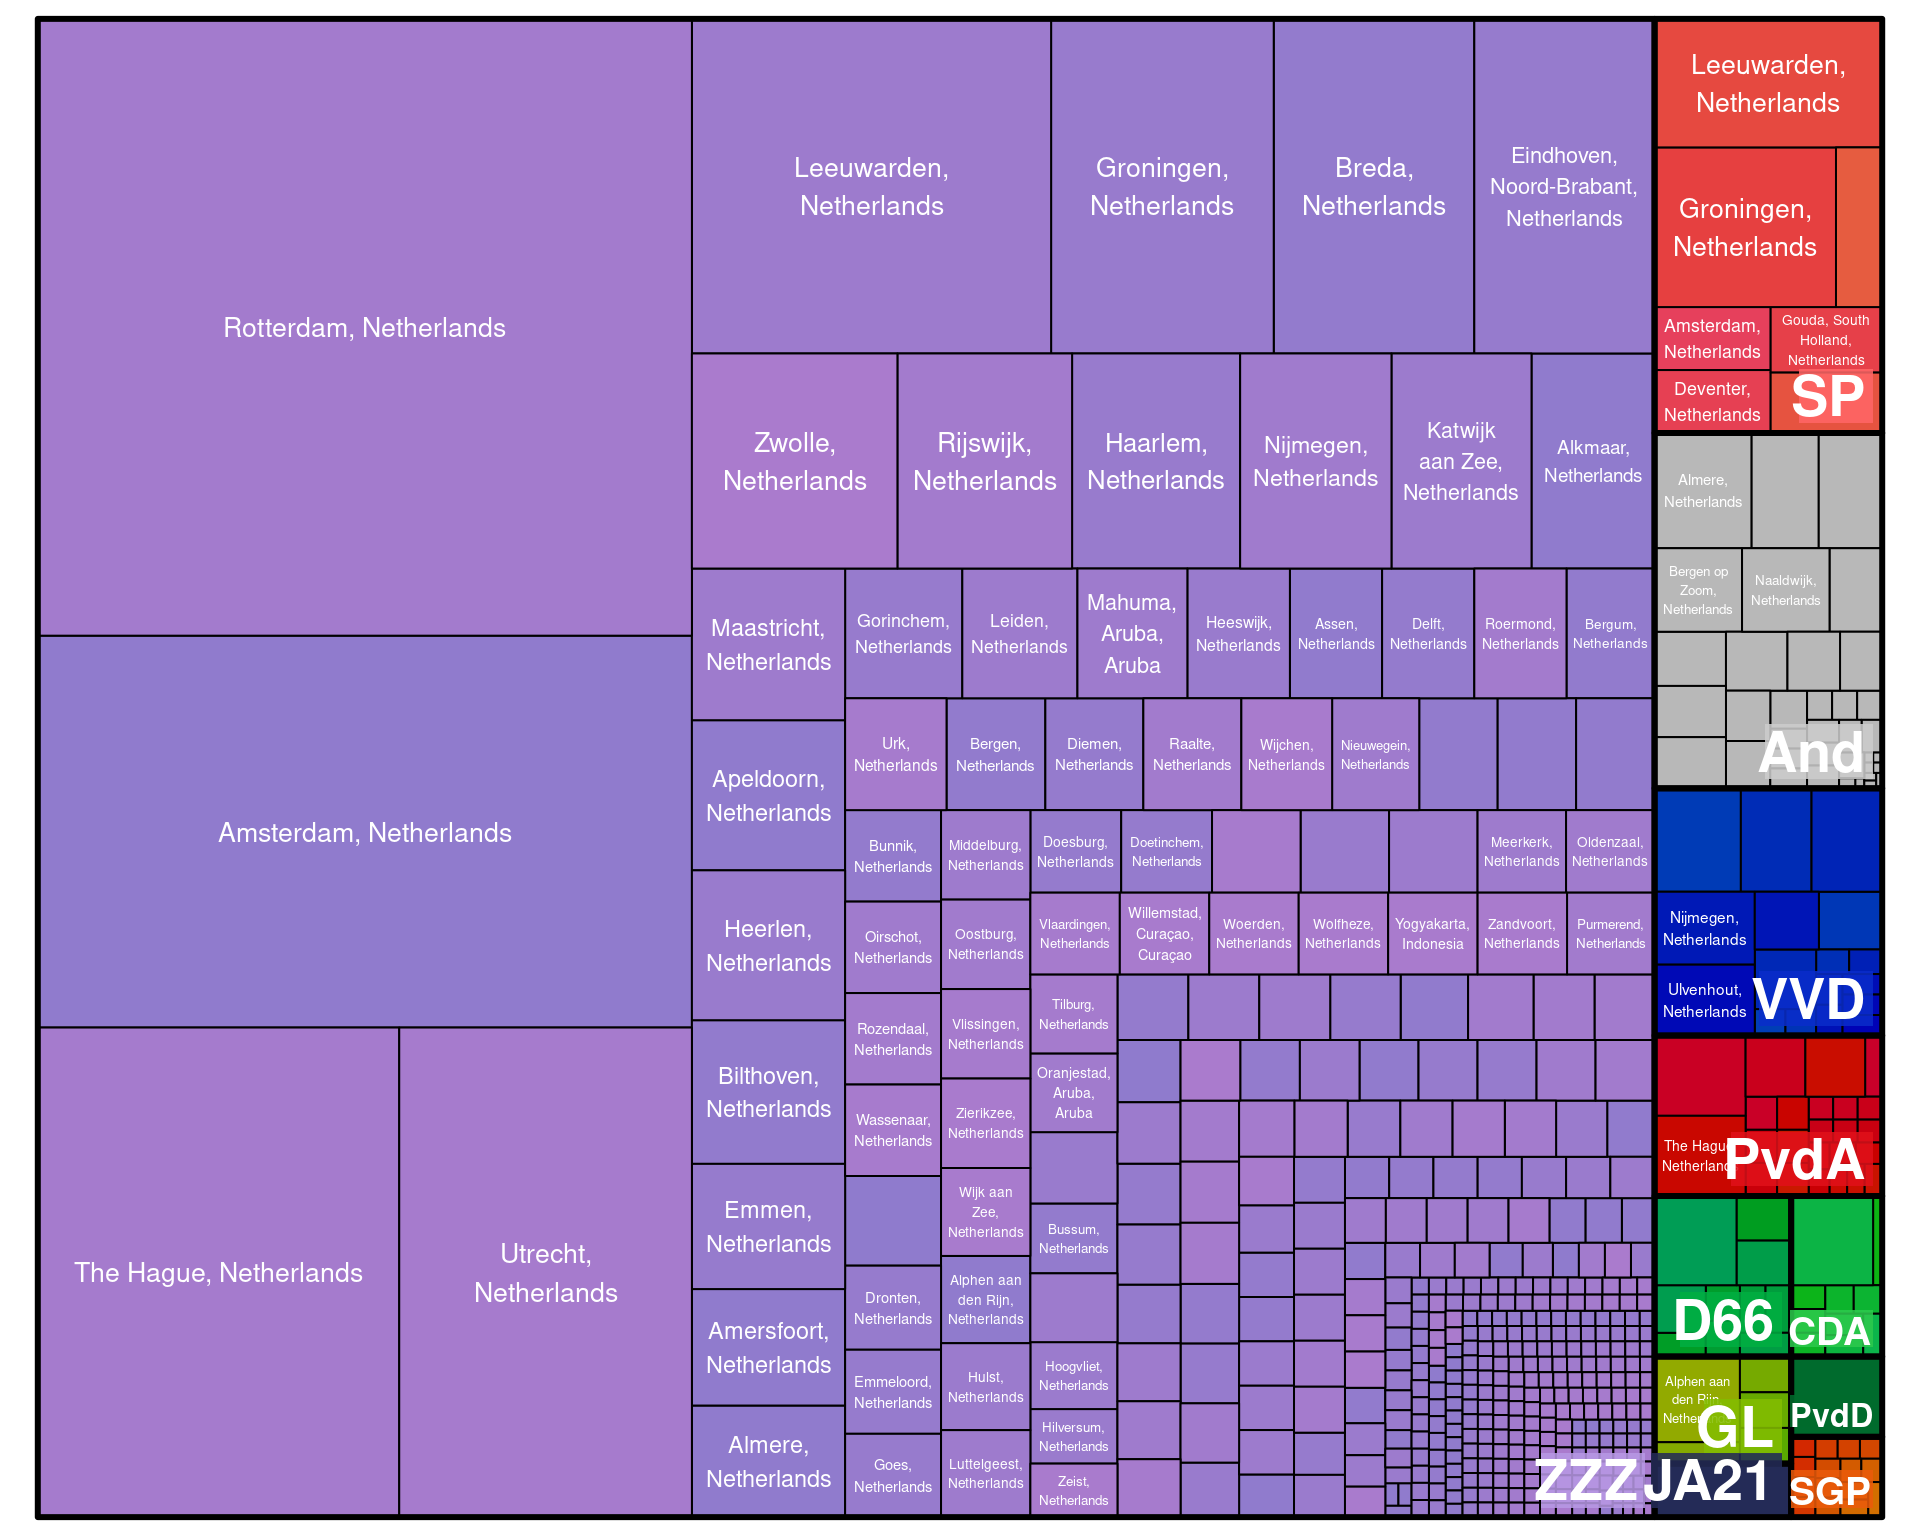 Rotterdam, Netherlands
Amsterdam, Netherlands
The Hague, Netherlands
Utrecht,
Netherlands
Leeuwarden,
Netherlands
Groningen,
Netherlands
Breda,
Netherlands
Eindhoven,
Noord-Brabant,
Netherlands
Zwolle,
Netherlands
Rijswijk,
Netherlands
Haarlem,
Netherlands
Nijmegen,
Netherlands
Katwijk
aan Zee,
Netherlands
Alkmaar,
Netherlands
Maastricht,
Netherlands
Apeldoorn,
Netherlands
Heerlen,
Netherlands
Bilthoven,
Netherlands
Emmen,
Netherlands
Amersfoort,
Netherlands
Almere,
Netherlands
Gorinchem,
Netherlands
Leiden,
Netherlands
Mahuma,
Aruba,
Aruba
Heeswijk,
Netherlands
Assen,
Netherlands
Delft,
Netherlands
Roermond,
Netherlands
Bergum,
Netherlands
Urk,
Netherlands
Bergen,
Netherlands
Diemen,
Netherlands
Raalte,
Netherlands
Wijchen,
Netherlands
Nieuwegein,
Netherlands
Bunnik,
Netherlands
Oirschot,
Netherlands
Rozendaal,
Netherlands
Wassenaar,
Netherlands
Dronten,
Netherlands
Emmeloord,
Netherlands
Goes,
Netherlands
Middelburg,
Netherlands
Oostburg,
Netherlands
Vlissingen,
Netherlands
Zierikzee,
Netherlands
Wijk aan
Zee,
Netherlands
Alphen aan
den Rijn,
Netherlands
Hulst,
Netherlands
Luttelgeest,
Netherlands
Doesburg,
Netherlands
Doetinchem,
Netherlands
Meerkerk,
Netherlands
Oldenzaal,
Netherlands
Vlaardingen,
Netherlands
Willemstad,
Curaçao,
Curaçao
Woerden,
Netherlands
Wolfheze,
Netherlands
Yogyakarta,
Indonesia
Zandvoort,
Netherlands
Purmerend,
Netherlands
Tilburg,
Netherlands
Oranjestad,
Aruba,
Aruba
Bussum,
Netherlands
Hoogvliet,
Netherlands
Hilversum,
Netherlands
Zeist,
Netherlands
ZZZ
Leeuwarden,
Netherlands
Groningen,
Netherlands
Amsterdam,
Netherlands
Gouda, South
Holland,
Netherlands
Deventer,
Netherlands
SP
Almere,
Netherlands
Bergen op
Zoom,
Netherlands
Naaldwijk,
Netherlands
And
Nijmegen,
Netherlands
Ulvenhout,
Netherlands
VVD
The Hague,
Netherlands
PvdA
D66
CDA
Alphen aan
den Rijn,
Netherlands
GL
PvdD
JA21
SGP